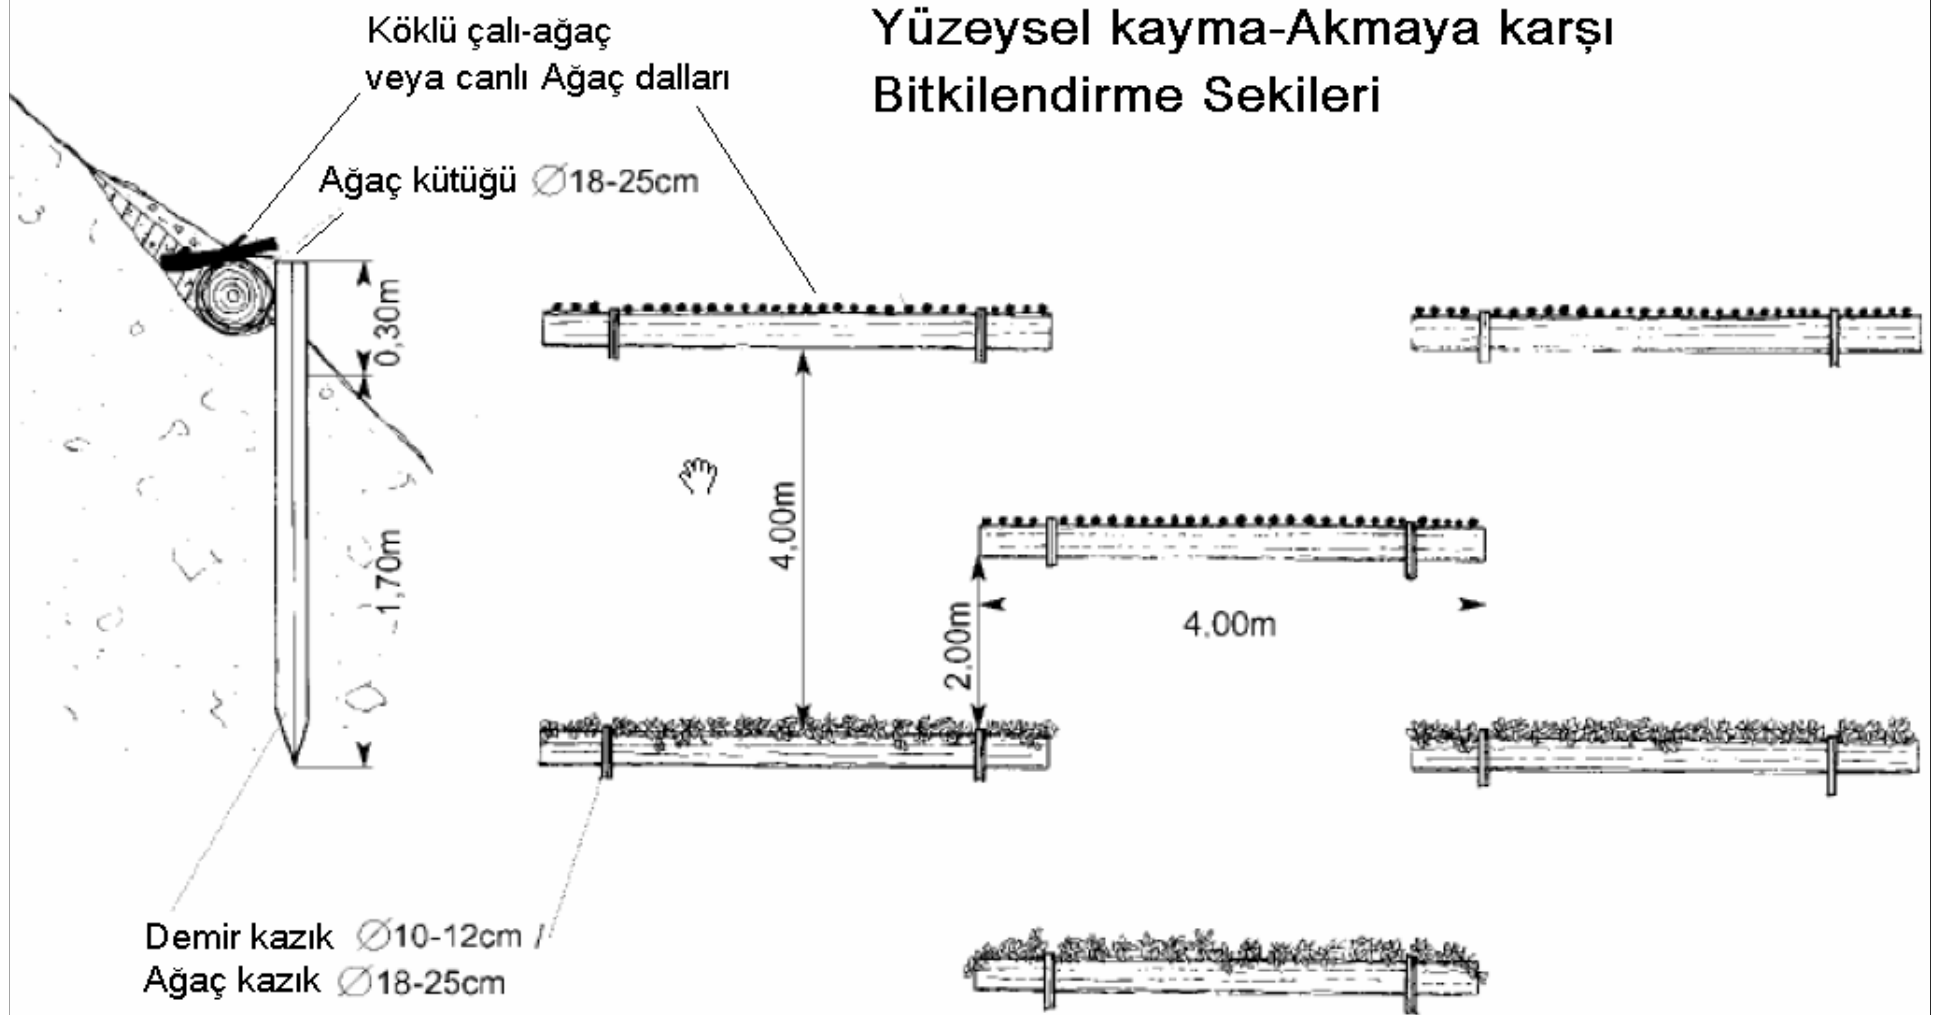 Yüzeysel kayma-Akmaya karşı
Bitkilendirme Sekileri
Köklü çalı-ağaç
veya canlı Ağaç dalları
Ağaç kütüğü ∅18-25cm
0,30m
1,70m
4,00m
2,00m
4,00m
Demir kazık ∅10-12cm /
Ağaç kazık ∅18-25cm